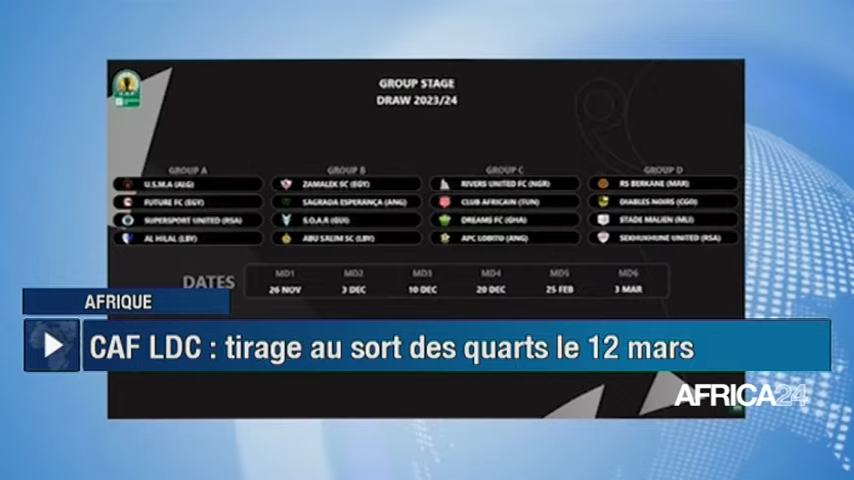 GROUP STAGE
DRAW 2023/24
GROUP A
U.S.M.A (ALG)
FUTURE FC (EGY)
SUPERSPORT UNITED (RSA)
AL HILAL (LBY)
GROUP B
ZAMALEK SC (EGY)
SAGRADA ESPERANÇA (ANG)
S.O.A.R (GUI)
ABU SALIM SC (LBY)
GROUP C
RIVERS UNITED FC (NGR)
CLUB AFRICAIN (TUN)
DREAMS FC (GHA)
APC LOBITO (ANG)
GROUP D
RS BERKANE (MAR)
DIABLES NOIRS (CGO)
STADE MALIEN (MLI)
SEKHUKHUNE UNITED (RSA)
DATES
MD1 MD2 MD3 MD4 MD5 MD6
26 NOV 3 DEC 10 DEC 20 DEC 25 FEB 3 MAR
AFRIQUE
CAF LDC : tirage au sort des quarts le 12 mars
AFRICA24